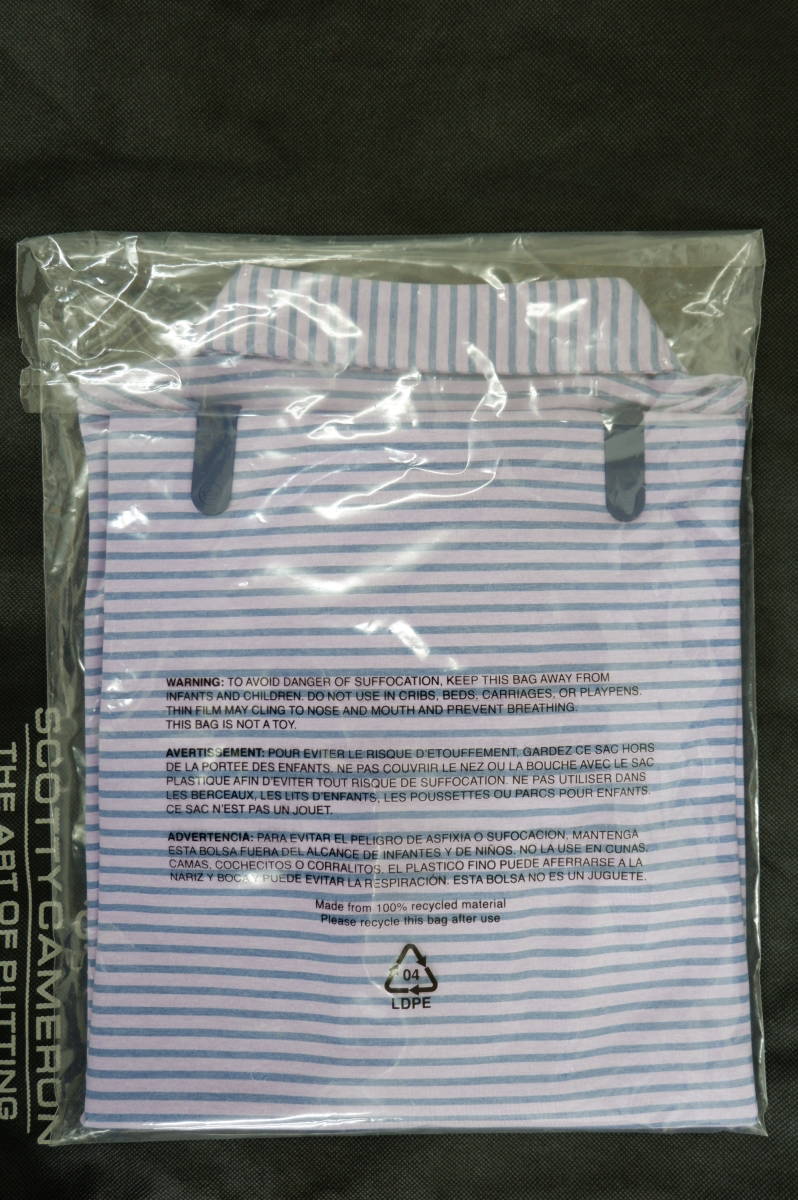 WARNING: TO AVOID DANGER OF SUFFOCATION, KEEP THIS BAG AWAY FROM
INFANTS AND CHILDREN. DO NOT USE IN CRIBS, BEDS, CARRIAGES, OR PLAYPENS.
THIN FILM MAY CLING TO NOSE AND MOUTH AND PREVENT BREATHING.
THIS BAG IS NOT A TOY.
AVERTISSEMENT: POUR EVITER LE RISQUE D'ETOUFFEMENT, GARDEZ CE SAC HORS
DE LA PORTEE DES ENFANTS. NE PAS COUVRIR LE NEZ OU LA BOUCHE AVEC LE SAC
PLASTIQUE AFIN D'EVITER TOUT RISQUE DE SUFFOCATION. NE PAS UTILISER DANS
LES BERCEAUX, LES LITS D'ENFANTS, LES POUSSETTES OU PARCS POUR ENFANTS.
CE SAC N'EST PAS UN JOUET.
ADVERTENCIA: PARA EVITAR EL PELIGRO DE ASFIXIA O SUFOCACION, MANTENGA
ESTA BOLSA FUERA DEL ALCANCE DE INFANTES Y DE NIÑOS. NO LA USE EN CUNAS,
CAMAS, COCHECITOS O CORRALITOS. EL PLASTICO FINO PUEDE AFERRARSE A LA
NARIZ Y BOCA Y PUEDE EVITAR LA RESPIRACIÓN. ESTA BOLSA NO ES UN JUGUETE.
Made from 100% recycled material
Please recycle this bag after use
04
LDPE
SCOTTY CAMERON
THE ART OF PUTTING